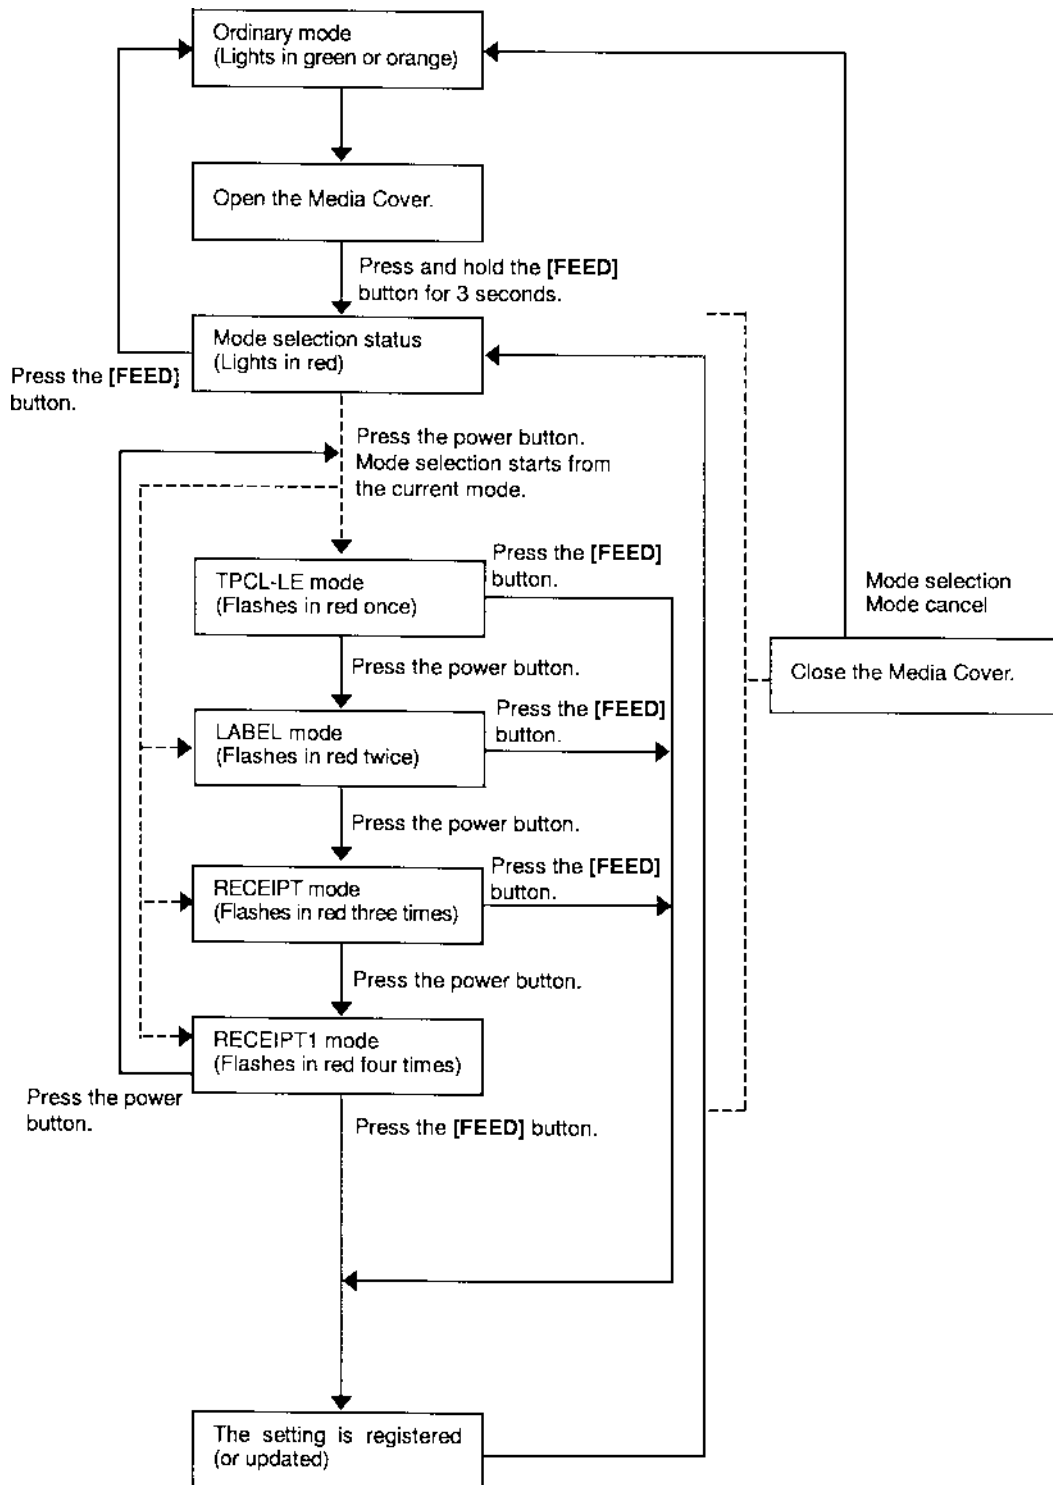 Ordinary mode
(Lights in green or orange)
Open the Media Cover.
Press and hold the [FEED]
button for 3 seconds.
Mode selection status
(Lights in red)
Press the [FEED]
button.
Press the power button.
Mode selection starts from
the current mode.
Press the [FEED]
button.
TPCL-LE mode
(Flashes in red once)
Mode selection
Mode cancel
Press the power button.
Close the Media Cover.
Press the [FEED]
button.
LABEL mode
(Flashes in red twice)
Press the power button.
Press the [FEED]
button.
RECEIPT mode
(Flashes in red three times)
Press the power button.
RECEIPT1 mode
(Flashes in red four times)
Press the power
button.
Press the [FEED] button.
The setting is registered
(or updated)